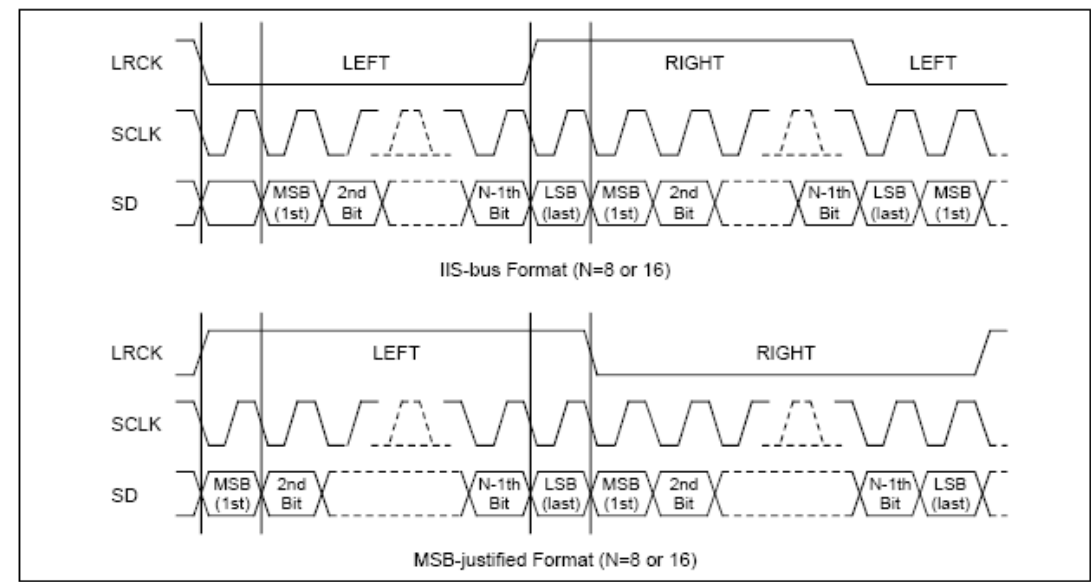 LRCK LEFT RIGHT LEFT
SCLK
SD MSB (1st) 2nd Bit N-1th Bit LSB (last) MSB (1st) 2nd Bit N-1th Bit LSB (last) MSB (1st)
IIS-bus Format (N=8 or 16)
LRCK LEFT RIGHT
SCLK
SD MSB (1st) 2nd Bit N-1th Bit LSB (last) MSB (1st) 2nd Bit N-1th Bit LSB (last)
MSB-justified Format (N=8 or 16)